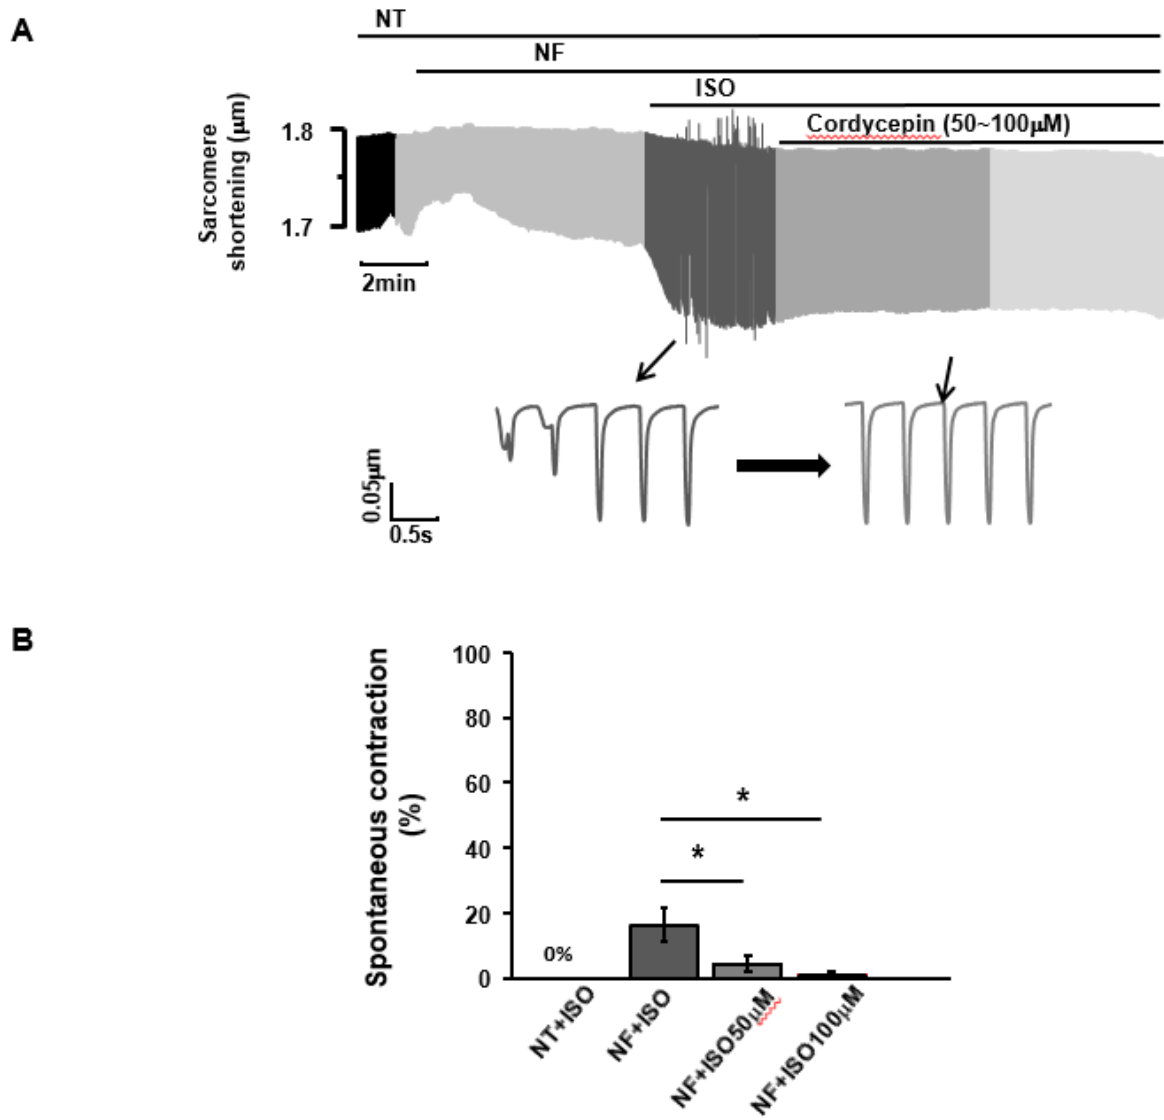 A
NT
NF
ISO
Cordycepin (50~100μM)
Sarcomere
shortening (μm)
1.8
1.7
2min
0.05μm
0.5s
B
Spontaneous contraction
(%)
100
80
60
40
20
0
0%
*
*
NT+ISO
NF+ISO
NF+ISO50μM
NF+ISO100μM